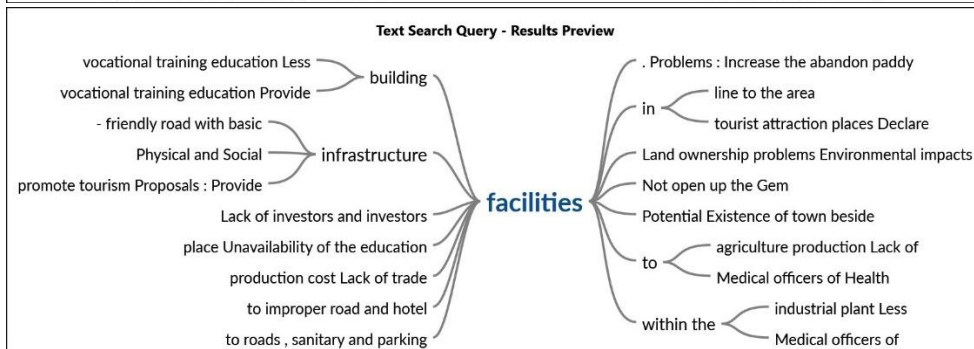 Text Search Query - Results Preview
vocational training education Less
vocational training education Provide
building
- friendly road with basic
Physical and Social
promote tourism Proposals : Provide
infrastructure
Lack of investors and investors
place Unavailability of the education
production cost Lack of trade
to improper road and hotel
to roads , sanitary and parking
facilities
. Problems : Increase the abandon paddy
in
line to the area
tourist attraction places Declare
Land ownership problems Environmental impacts
Not open up the Gem
Potential Existence of town beside
to
agriculture production Lack of
Medical officers of Health
within the
industrial plant Less
Medical officers of